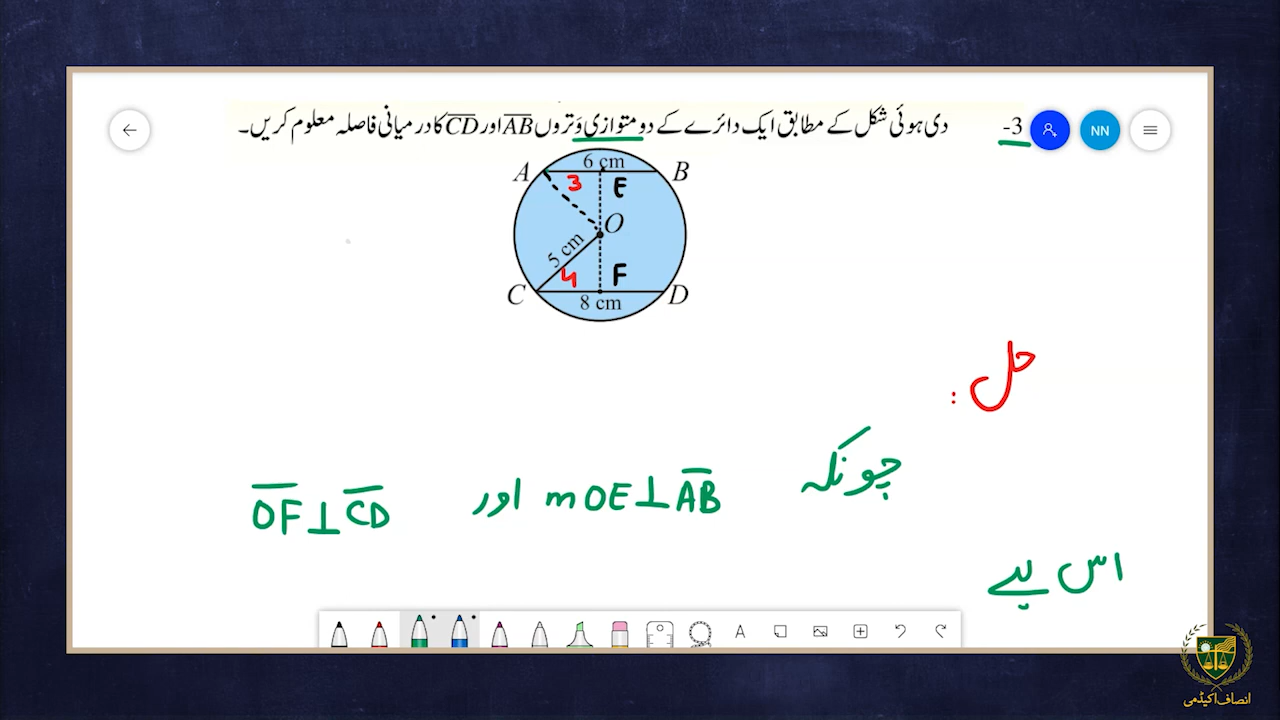 -3 دی ہوئی شکل کے مطابق ایک دائرے کے دو متوازی وَتروں AB اور CD کا درمیانی فاصلہ معلوم کریں۔
NN
6 cm
A B
3 E
O
5 cm
4 F
C D
8 cm
حل :
چونکہ mOE⊥AB اور OF⊥CD
اس لیے
A
انصاف اکیڈمی